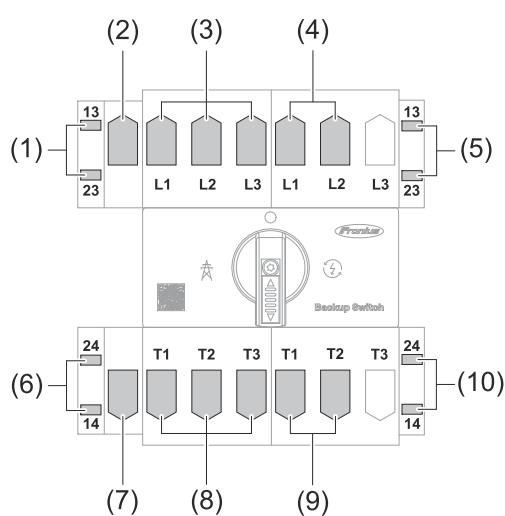 (2) (3) (4)
13 13
(1) (5)
23 L1 L2 L3 L1 L2 L3 23
Fronius
Backup Switch
24 T1 T2 T3 T1 T2 T3 24
(6) (10)
14 14
(7) (8) (9)